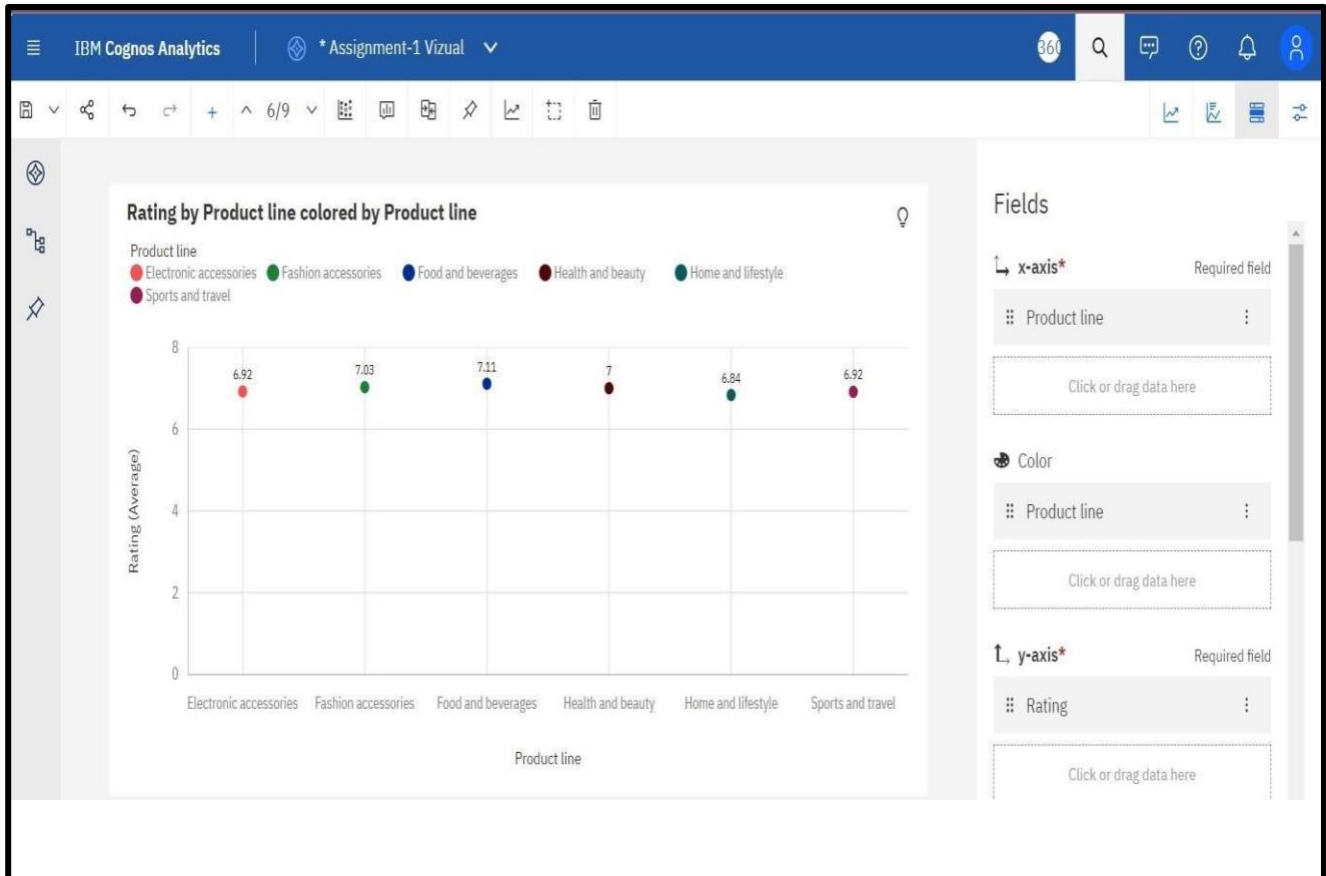 IBM Cognos Analytics
* Assignment-1 Vizual
360
6/9
Rating by Product line colored by Product line
Product line
Electronic accessories Fashion accessories Food and beverages Health and beauty Home and lifestyle
Sports and travel
8
6.92 7.03 7.11 7 6.84 6.92
6
4
2
0
Rating (Average)
Electronic accessories Fashion accessories Food and beverages Health and beauty Home and lifestyle Sports and travel
Product line
Fields
x-axis* Required field
Product line
Click or drag data here
Color
Product line
Click or drag data here
y-axis* Required field
Rating
Click or drag data here